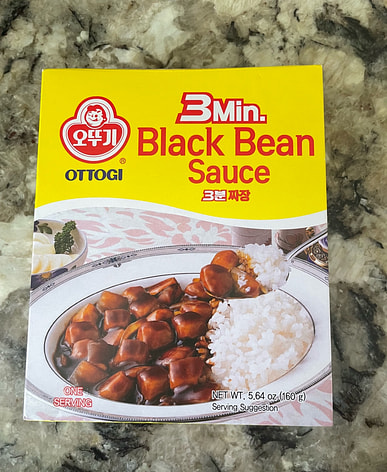 오뚜기
®
OTTOGI
3Min.
Black Bean
Sauce
3분 짜장
ONE
SERVING
NET WT. 5.64 oz (160 g)
Serving Suggestion